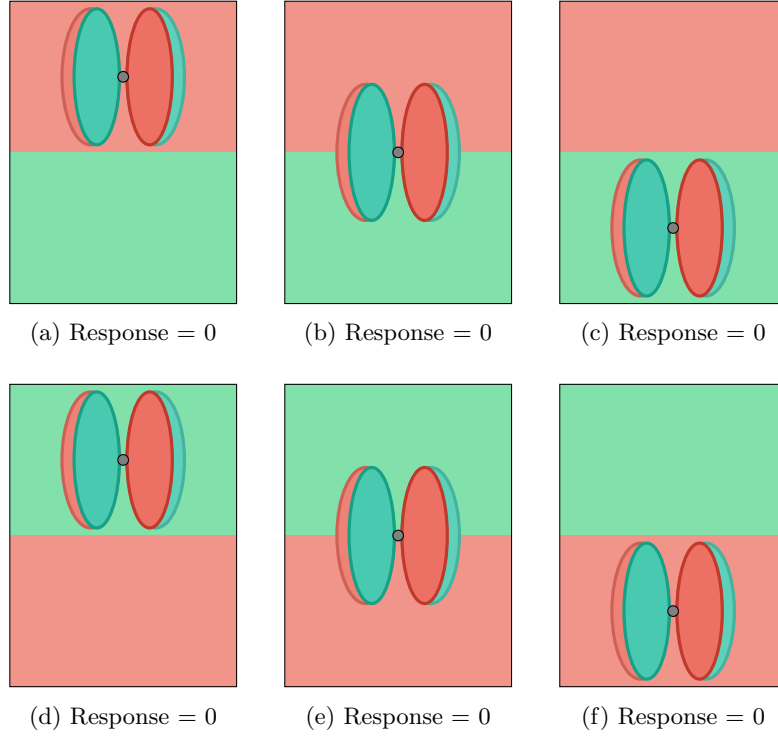 (a) Response = 0
(b) Response = 0
(c) Response = 0
(d) Response = 0
(e) Response = 0
(f) Response = 0